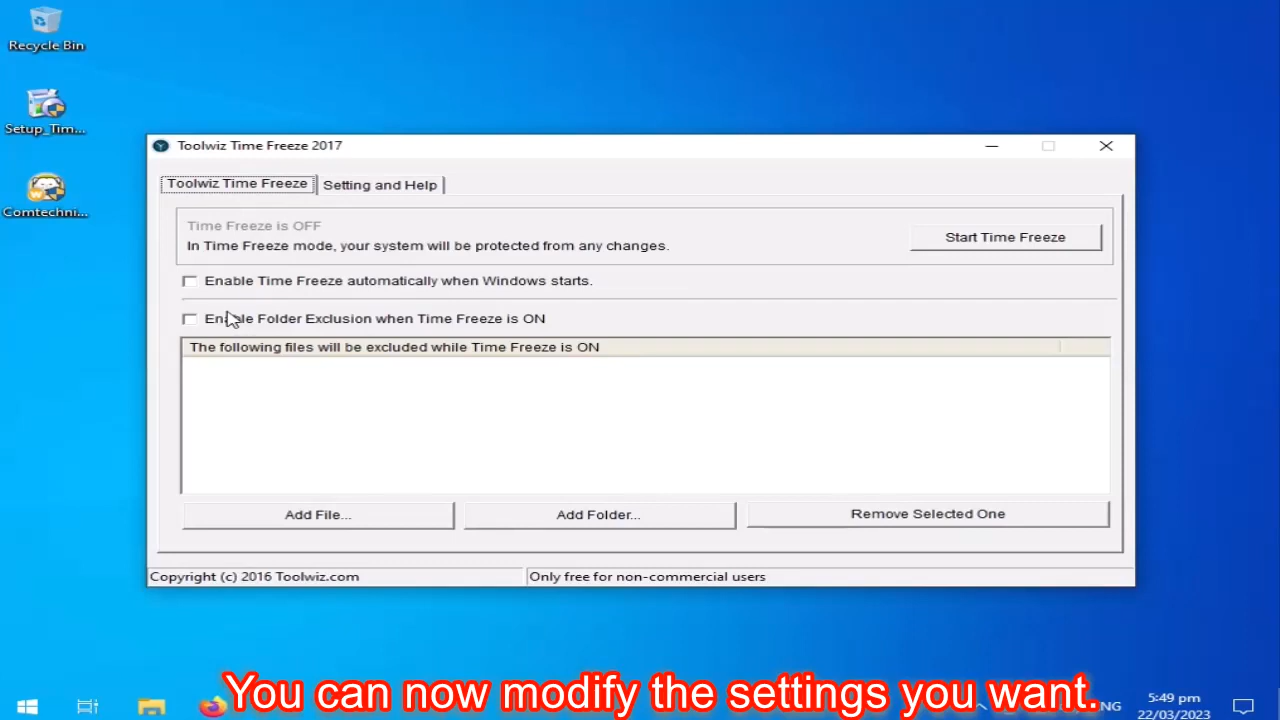 Recycle Bin
Setup_Tim...
Comtechni...
Toolwiz Time Freeze 2017
Toolwiz Time Freeze
Setting and Help
Time Freeze is OFF
In Time Freeze mode, your system will be protected from any changes.
Start Time Freeze
Enable Time Freeze automatically when Windows starts.
Enable Folder Exclusion when Time Freeze is ON
The following files will be excluded while Time Freeze is ON
Add File...
Add Folder...
Remove Selected One
Copyright (c) 2016 Toolwiz.com
Only free for non-commercial users
You can now modify the settings you want.
5:49 pm
22/03/2023